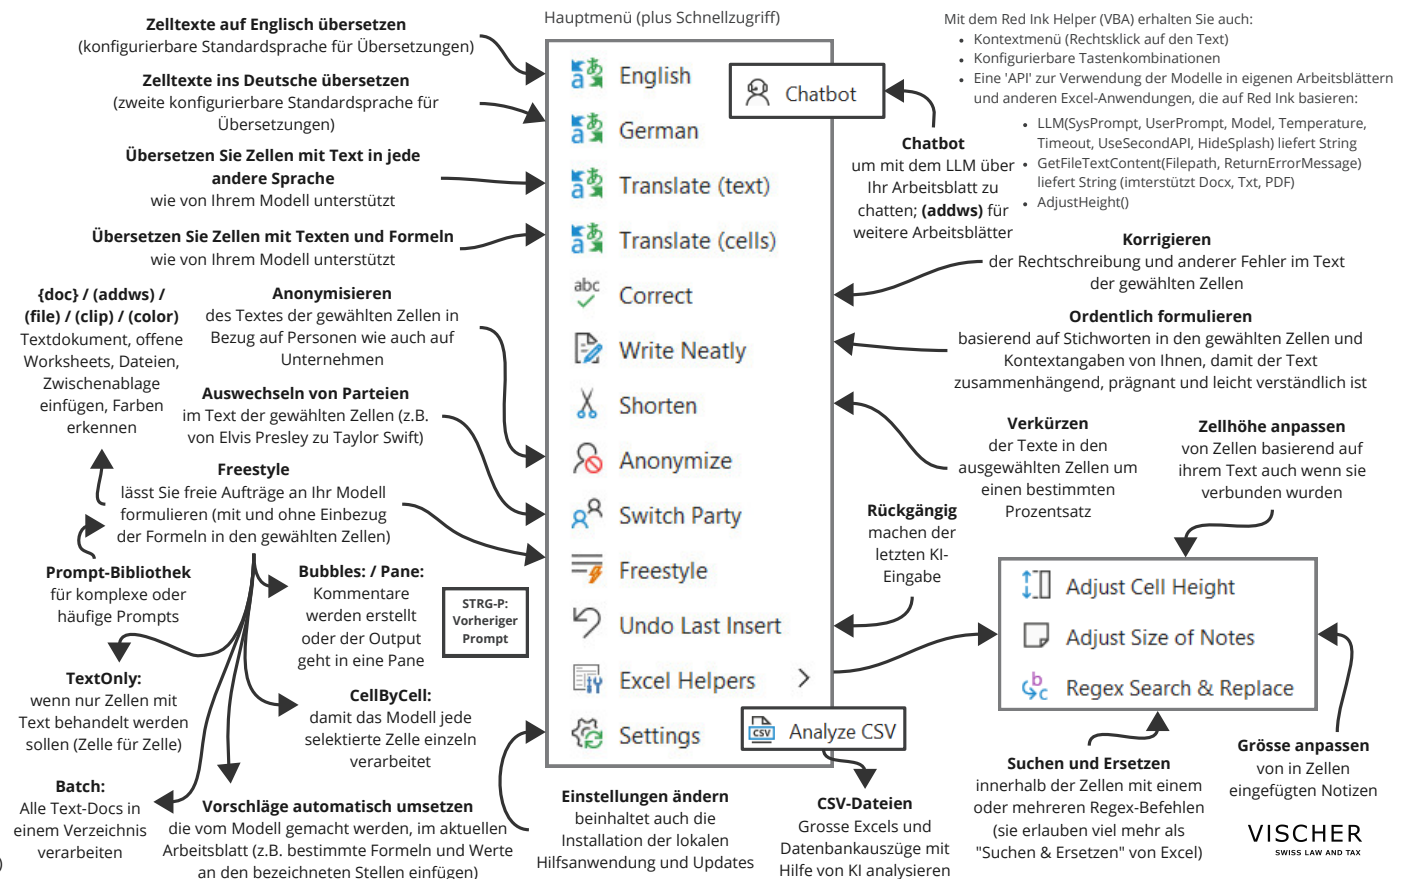 Hauptmenü (plus Schnellzugriff)
Zelltexte auf Englisch übersetzen
(konfigurierbare Standardsprache für Übersetzungen)
Zelltexte ins Deutsche übersetzen
(zweite konfigurierbare Standardsprache für
Übersetzungen)
Übersetzen Sie Zellen mit Text in jede
andere Sprache
wie von Ihrem Modell unterstützt
Übersetzen Sie Zellen mit Texten und Formeln
wie von Ihrem Modell unterstützt
{doc} / (addws) /
(file) / (clip) / (color)
Textdokument, offene
Worksheets, Dateien,
Zwischenablage
einfügen, Farben
erkennen
Anonymisieren
des Textes der gewählten Zellen in
Bezug auf Personen wie auch auf
Unternehmen
Auswechseln von Parteien
im Text der gewählten Zellen (z.B.
von Elvis Presley zu Taylor Swift)
Freestyle
lässt Sie freie Aufträge an Ihr Modell
formulieren (mit und ohne Einbezug
der Formeln in den gewählten Zellen)
Prompt-Bibliothek
für komplexe oder
häufige Prompts
Bubbles: / Pane:
Kommentare
werden erstellt
oder der Output
geht in eine Pane
STRG-P:
Vorheriger
Prompt
TextOnly:
wenn nur Zellen mit
Text behandelt werden
sollen (Zelle für Zelle)
CellByCell:
damit das Modell jede
selektierte Zelle einzeln
verarbeitet
Batch:
Alle Text-Docs in
einem Verzeichnis
verarbeiten
)
Vorschläge automatisch umsetzen
die vom Modell gemacht werden, im aktuellen
Arbeitsblatt (z.B. bestimmte Formeln und Werte
an den bezeichneten Stellen einfügen)
English
German
Translate (text)
Translate (cells)
abc
Correct
Write Neatly
Shorten
Anonymize
Switch Party
Freestyle
Undo Last Insert
Excel Helpers
Settings
Chatbot
CSV
Analyze CSV
Einstellungen ändern
beinhaltet auch die
Installation der lokalen
Hilfsanwendung und Updates
CSV-Dateien
Grosse Excels und
Datenbankauszüge mit
Hilfe von KI analysieren
Chatbot
um mit dem LLM über
Ihr Arbeitsblatt zu
chatten; (addws) für
weitere Arbeitsblätter
Mit dem Red Ink Helper (VBA) erhalten Sie auch:
• Kontextmenü (Rechtsklick auf den Text)
• Konfigurierbare Tastenkombinationen
• Eine 'API' zur Verwendung der Modelle in eigenen Arbeitsblättern
und anderen Excel-Anwendungen, die auf Red Ink basieren:
• LLM(SysPrompt, UserPrompt, Model, Temperature,
Timeout, UseSecondAPI, HideSplash) liefert String
• GetFileTextContent(Filepath, ReturnErrorMessage)
liefert String (imterstützt Docx, Txt, PDF)
• AdjustHeight()
Korrigieren
der Rechtschreibung und anderer Fehler im Text
der gewählten Zellen
Ordentlich formulieren
basierend auf Stichworten in den gewählten Zellen und
Kontextangaben von Ihnen, damit der Text
zusammenhängend, prägnant und leicht verständlich ist
Verkürzen
der Texte in den
ausgewählten Zellen um
einen bestimmten
Prozentsatz
Zellhöhe anpassen
von Zellen basierend auf
ihrem Text auch wenn sie
verbunden wurden
Rückgängig
machen der
letzten KI-
Eingabe
Adjust Cell Height
Adjust Size of Notes
b
c
Regex Search & Replace
Suchen und Ersetzen
innerhalb der Zellen mit einem
oder mehreren Regex-Befehlen
(sie erlauben viel mehr als
"Suchen & Ersetzen" von Excel)
Grösse anpassen
von in Zellen
eingefügten Notizen
VISCHER
SWISS LAW AND TAX